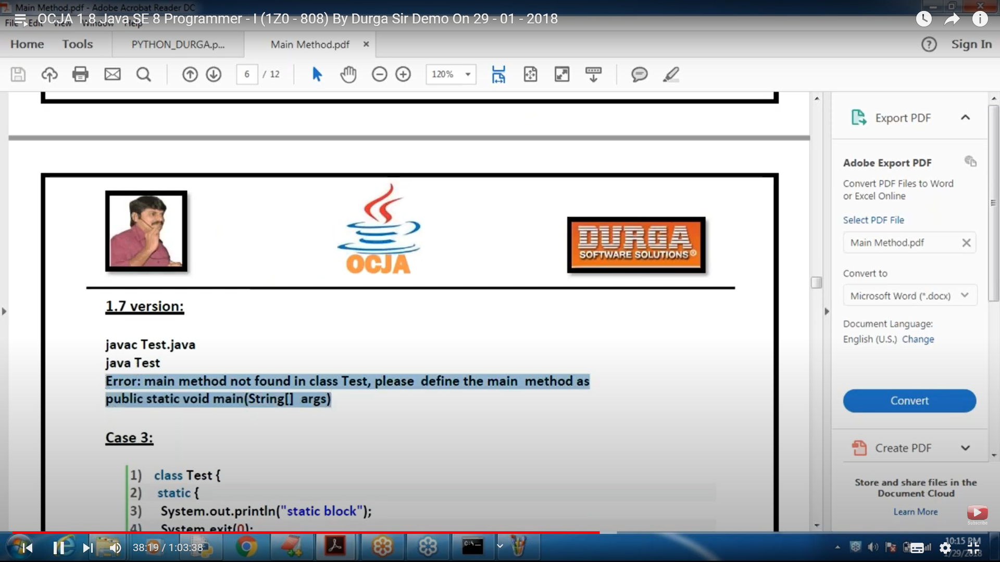 Main Method.pdf - Adobe Acrobat Reader DC
File Edit View Window Help
OCJA 1.8 Java SE 8 Programmer - I (1Z0 - 808) By Durga Sir Demo On 29 - 01 - 2018
Home Tools PYTHON_DURGA.p... Main Method.pdf Sign In
6 / 12 120%
OCJA
DURGA
SOFTWARE SOLUTIONS®
1.7 version:
javac Test.java
java Test
Error: main method not found in class Test, please define the main method as
public static void main(String[] args)
Case 3:
1) class Test {
2) static {
3) System.out.println("static block");
4) System.exit(0);
Export PDF
Adobe Export PDF
Convert PDF Files to Word
or Excel Online
Select PDF File
Main Method.pdf
Convert to
Microsoft Word (*.docx)
Document Language:
English (U.S.) Change
Convert
Create PDF
Store and share files in the
Document Cloud
Learn More
Subscribe
38:19 / 1:03:38
C:\
10:15 PM
1/29/2018